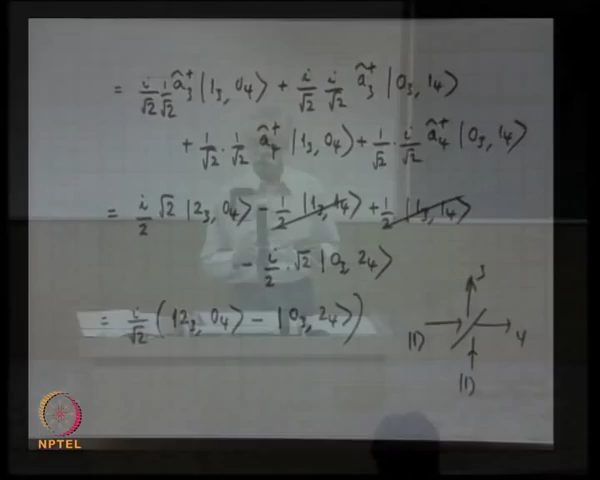 = i/√2 1/√2 â₃† |1₃, 0₄⟩ + i/√2 i/√2 â₃† |0₃, 1₄⟩
+ 1/√2 · 1/√2 â₄† |1₃, 0₄⟩ + 1/√2 · i/√2 â₄† |0₃, 1₄⟩
= i/2 √2 |2₃, 0₄⟩ - 1/2 |1₃, 1₄⟩ + 1/2 |1₃, 1₄⟩
- i/2 · √2 |0₃ 2₄⟩
= i/√2 (|2₃, 0₄⟩ - |0₃, 2₄⟩)
3
|1⟩
4
|1⟩
NPTEL